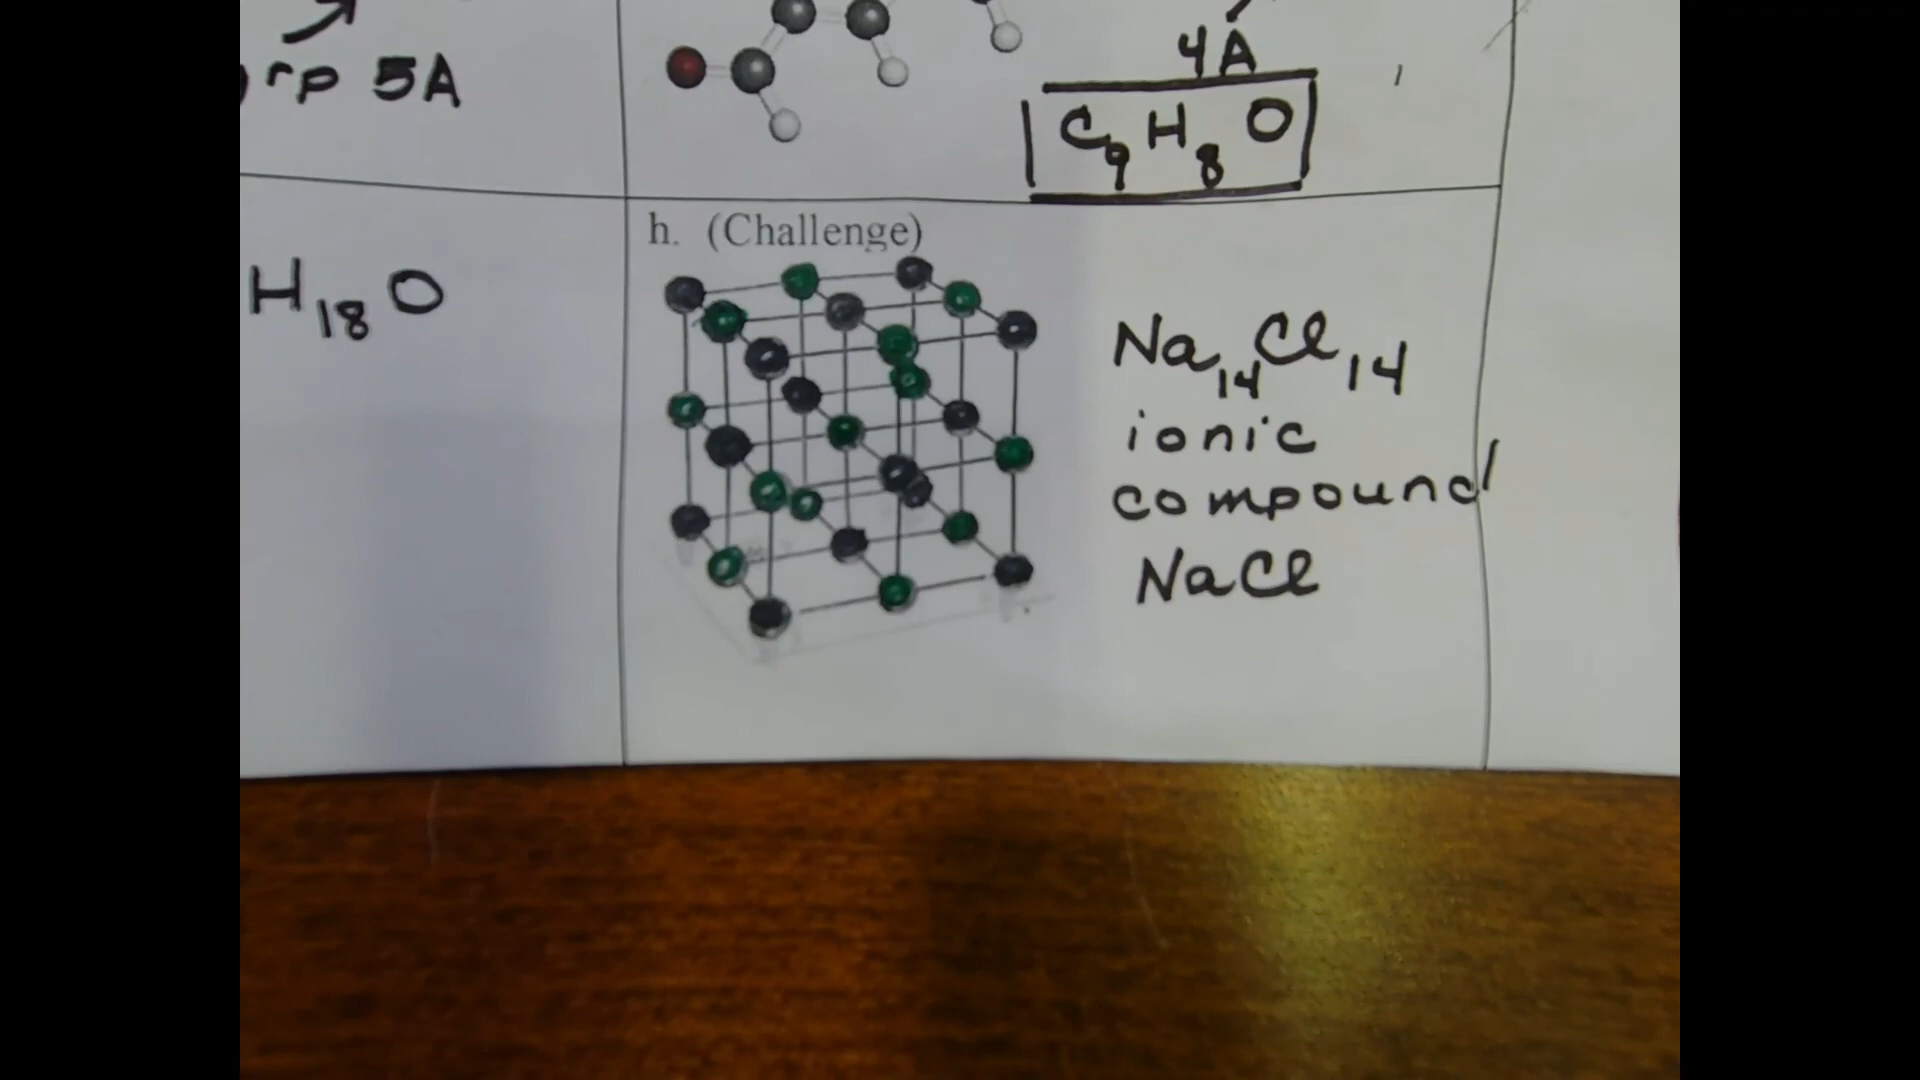 rp 5A
4A
C9H8O
H18O
h. (Challenge)
Na14Cl14
ionic
compound
NaCl